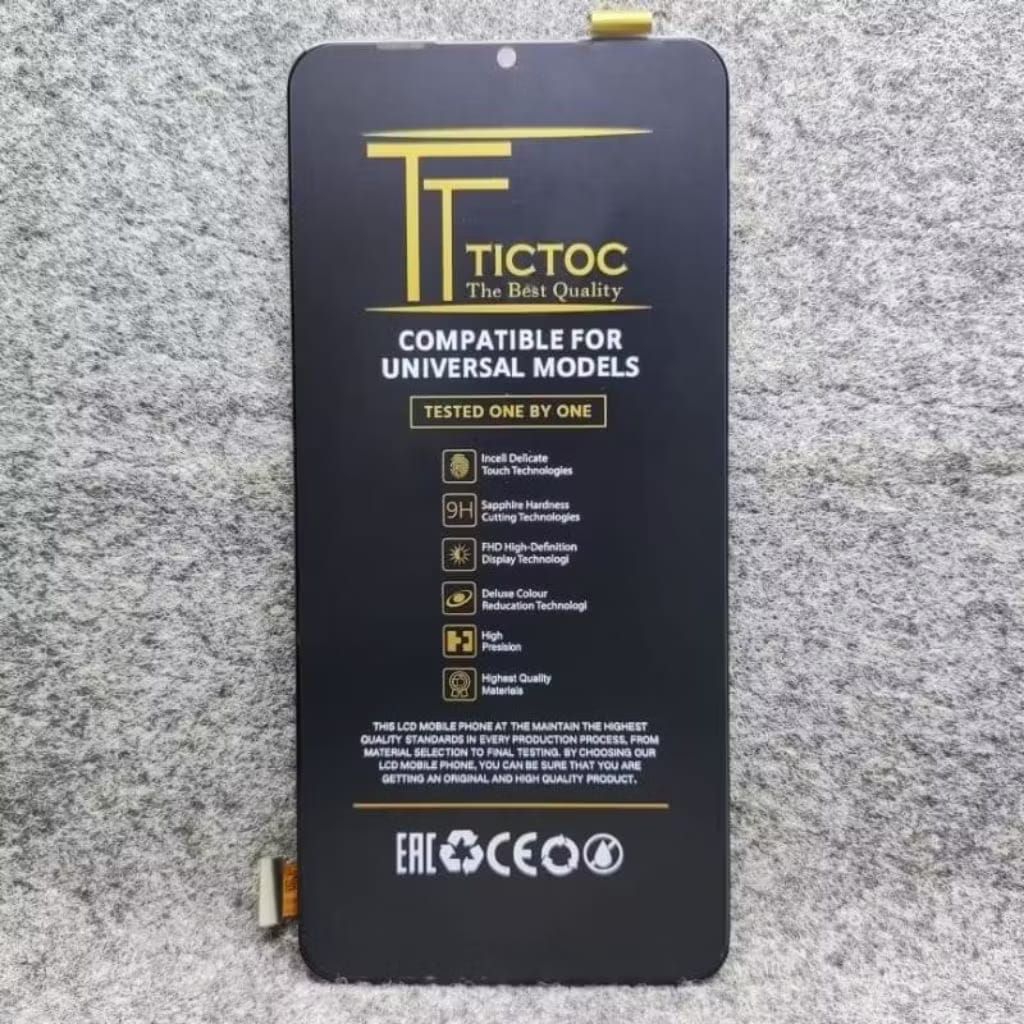 TT
TICTOC
The Best Quality
COMPATIBLE FOR
UNIVERSAL MODELS
TESTED ONE BY ONE
Incell Delicate
Touch Technologies
9H
Sapphire Hardness
Cutting Technologies
FHD High-Definition
Display Technologi
Deluse Colour
Reducation Technologi
High
Presision
Highest Quality
Materials
THIS LCD MOBILE PHONE AT THE MAINTAIN THE HIGHEST
QUALITY STANDARDS IN EVERY PRODUCTION PROCESS, FROM
MATERIAL SELECTION TO FINAL TESTING. BY CHOOSING OUR
LCD MOBILE PHONE, YOU CAN BE SURE THAT YOU ARE
GETTING AN ORIGINAL AND HIGH QUALITY PRODUCT.
EAC CE